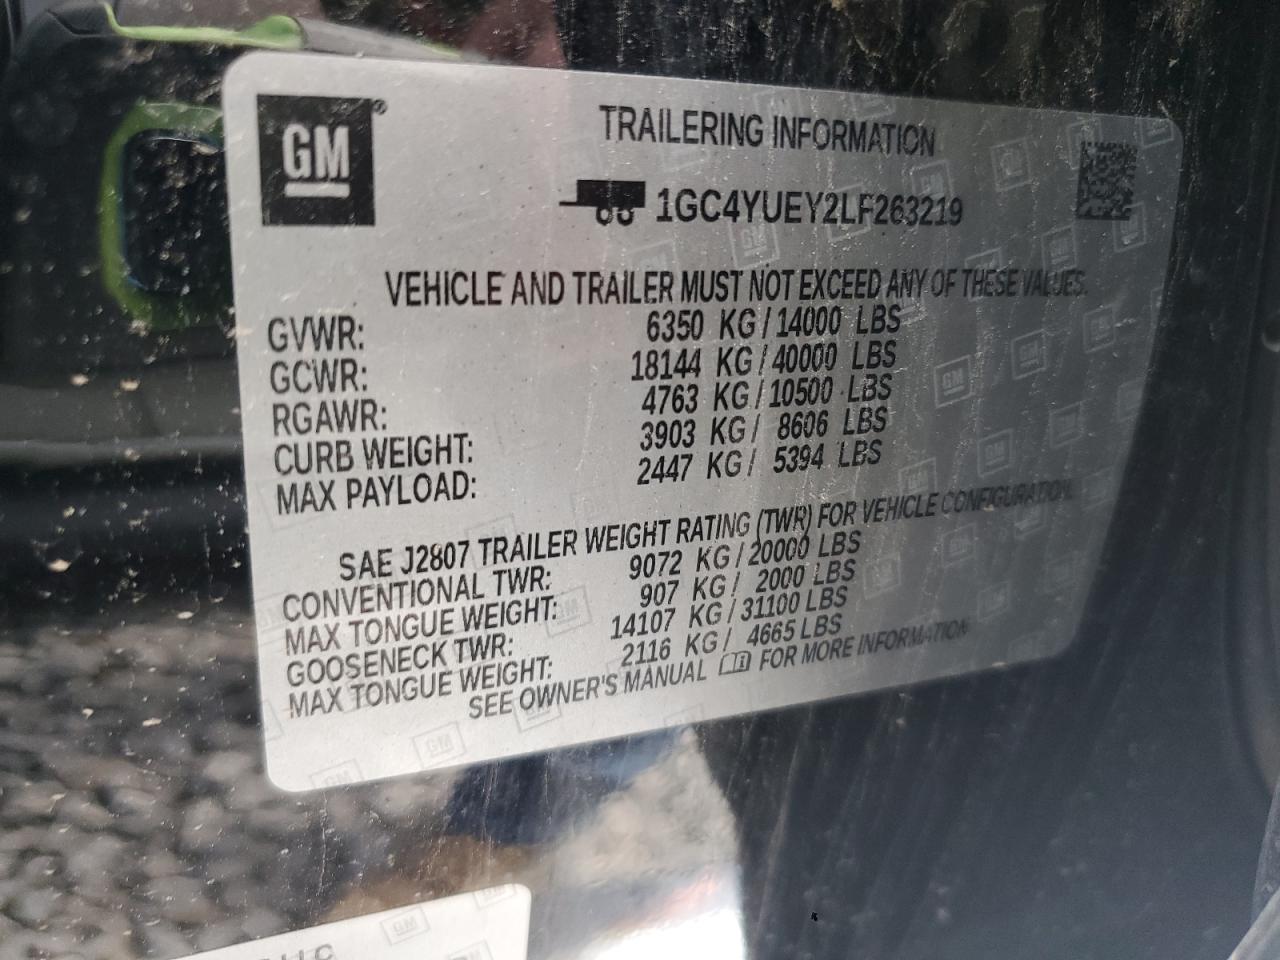 GM®
TRAILERING INFORMATION
1GC4YUEY2LF263219
VEHICLE AND TRAILER MUST NOT EXCEED ANY OF THESE VALUES.
GVWR: 6350 KG/14000 LBS
GCWR: 18144 KG/40000 LBS
RGAWR: 4763 KG/10500 LBS
CURB WEIGHT: 3903 KG/ 8606 LBS
MAX PAYLOAD: 2447 KG/ 5394 LBS
SAE J2807 TRAILER WEIGHT RATING (TWR) FOR VEHICLE CONFIGURATION.
CONVENTIONAL TWR: 9072 KG/20000 LBS
MAX TONGUE WEIGHT: 907 KG/ 2000 LBS
GOOSENECK TWR: 14107 KG/31100 LBS
MAX TONGUE WEIGHT: 2116 KG/ 4665 LBS
SEE OWNER'S MANUAL FOR MORE INFORMATION